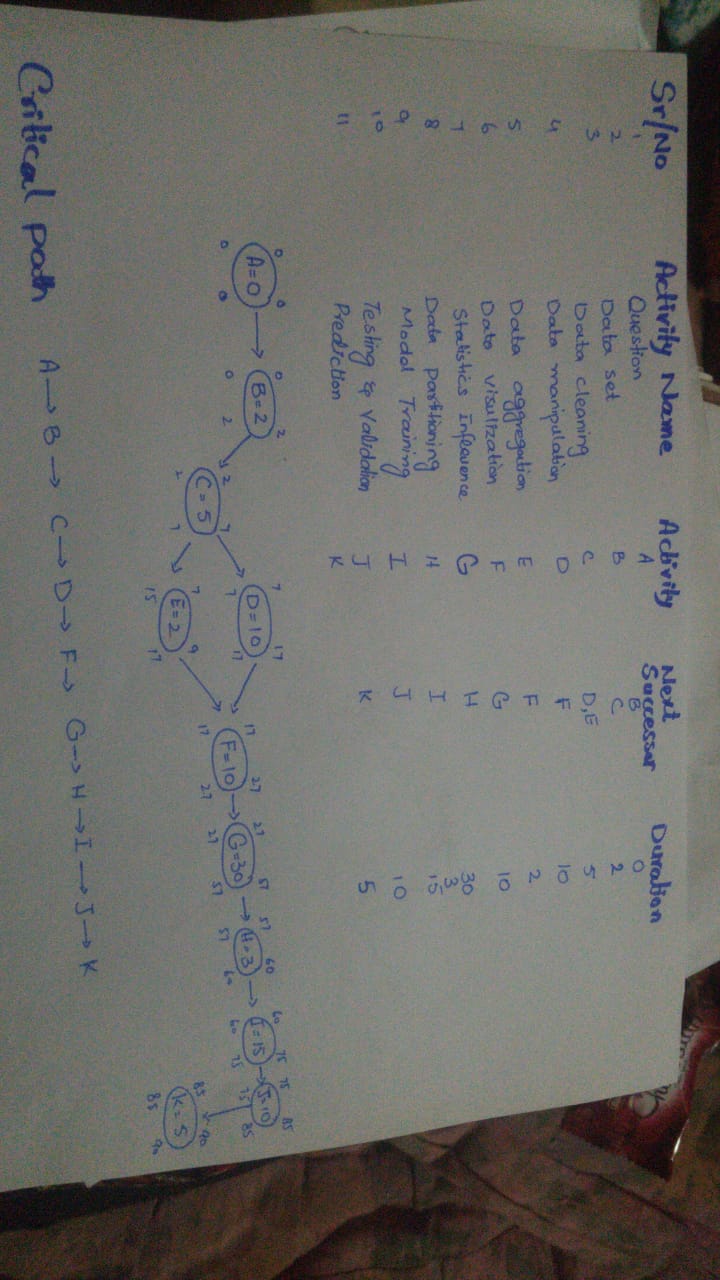 Sr/No Activity Name Activity Next Successor Duration
1 Question A B 0
2 Data set B C 2
3 Data cleaning C D,E 5
4 Data manipulation D F 10
5 Data aggregation E F 2
6 Data visulization F G 10
7 Statistics Infleuence G H 30
8 Data partitioning H I 3
9 Model Training I J 15
10 Testing & Validation J K 10
11 Prediction K 5
0 0 0 2 7 17 17 27 27 57 57 60 60 75 75 85
A=0 B=2 D=10 F=10 G=30 H=3 I=15 J=10
0 0 0 2 7 17 17 27 27 57 57 60 60 75 75 85
2 7 7 9 85 90
C=5 E=2 K=5
2 7 15 17 85 90
Critical path A→B→ C→D→ F→ G→H→I→J→K